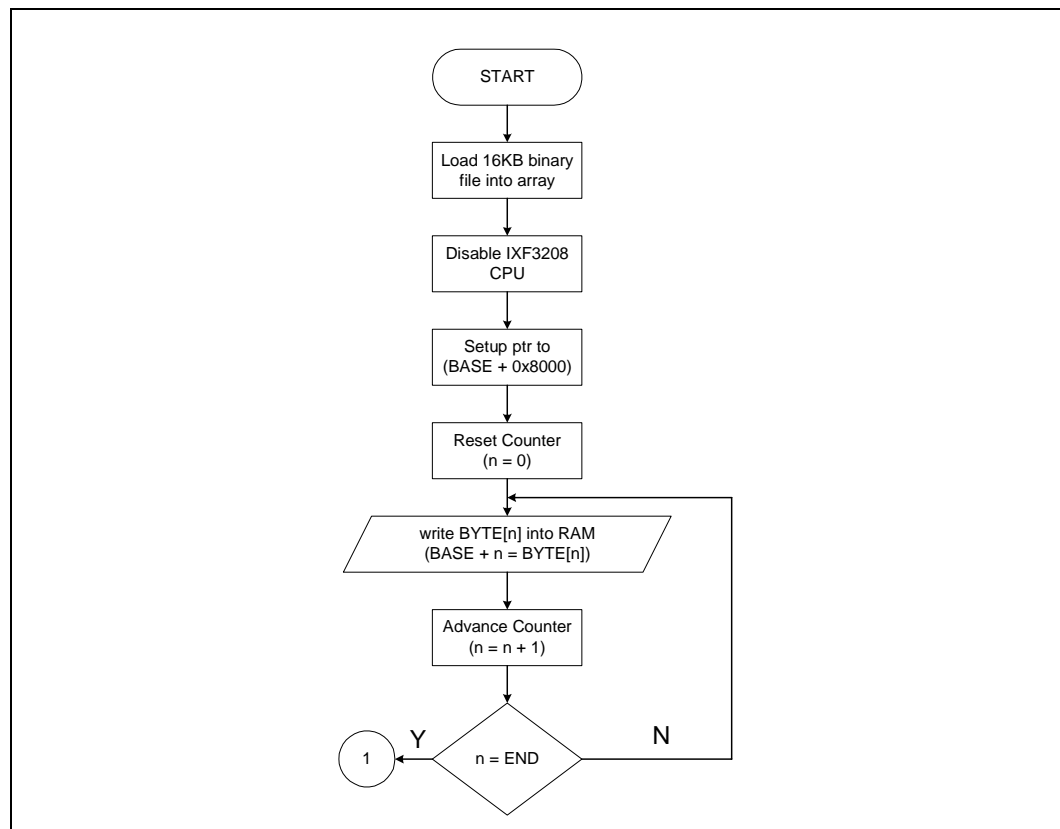 START
Load 16KB binary
file into array
Disable IXF3208
CPU
Setup ptr to
(BASE + 0x8000)
Reset Counter
(n = 0)
write BYTE[n] into RAM
(BASE + n = BYTE[n])
Advance Counter
(n = n + 1)
Y
N
n = END
1